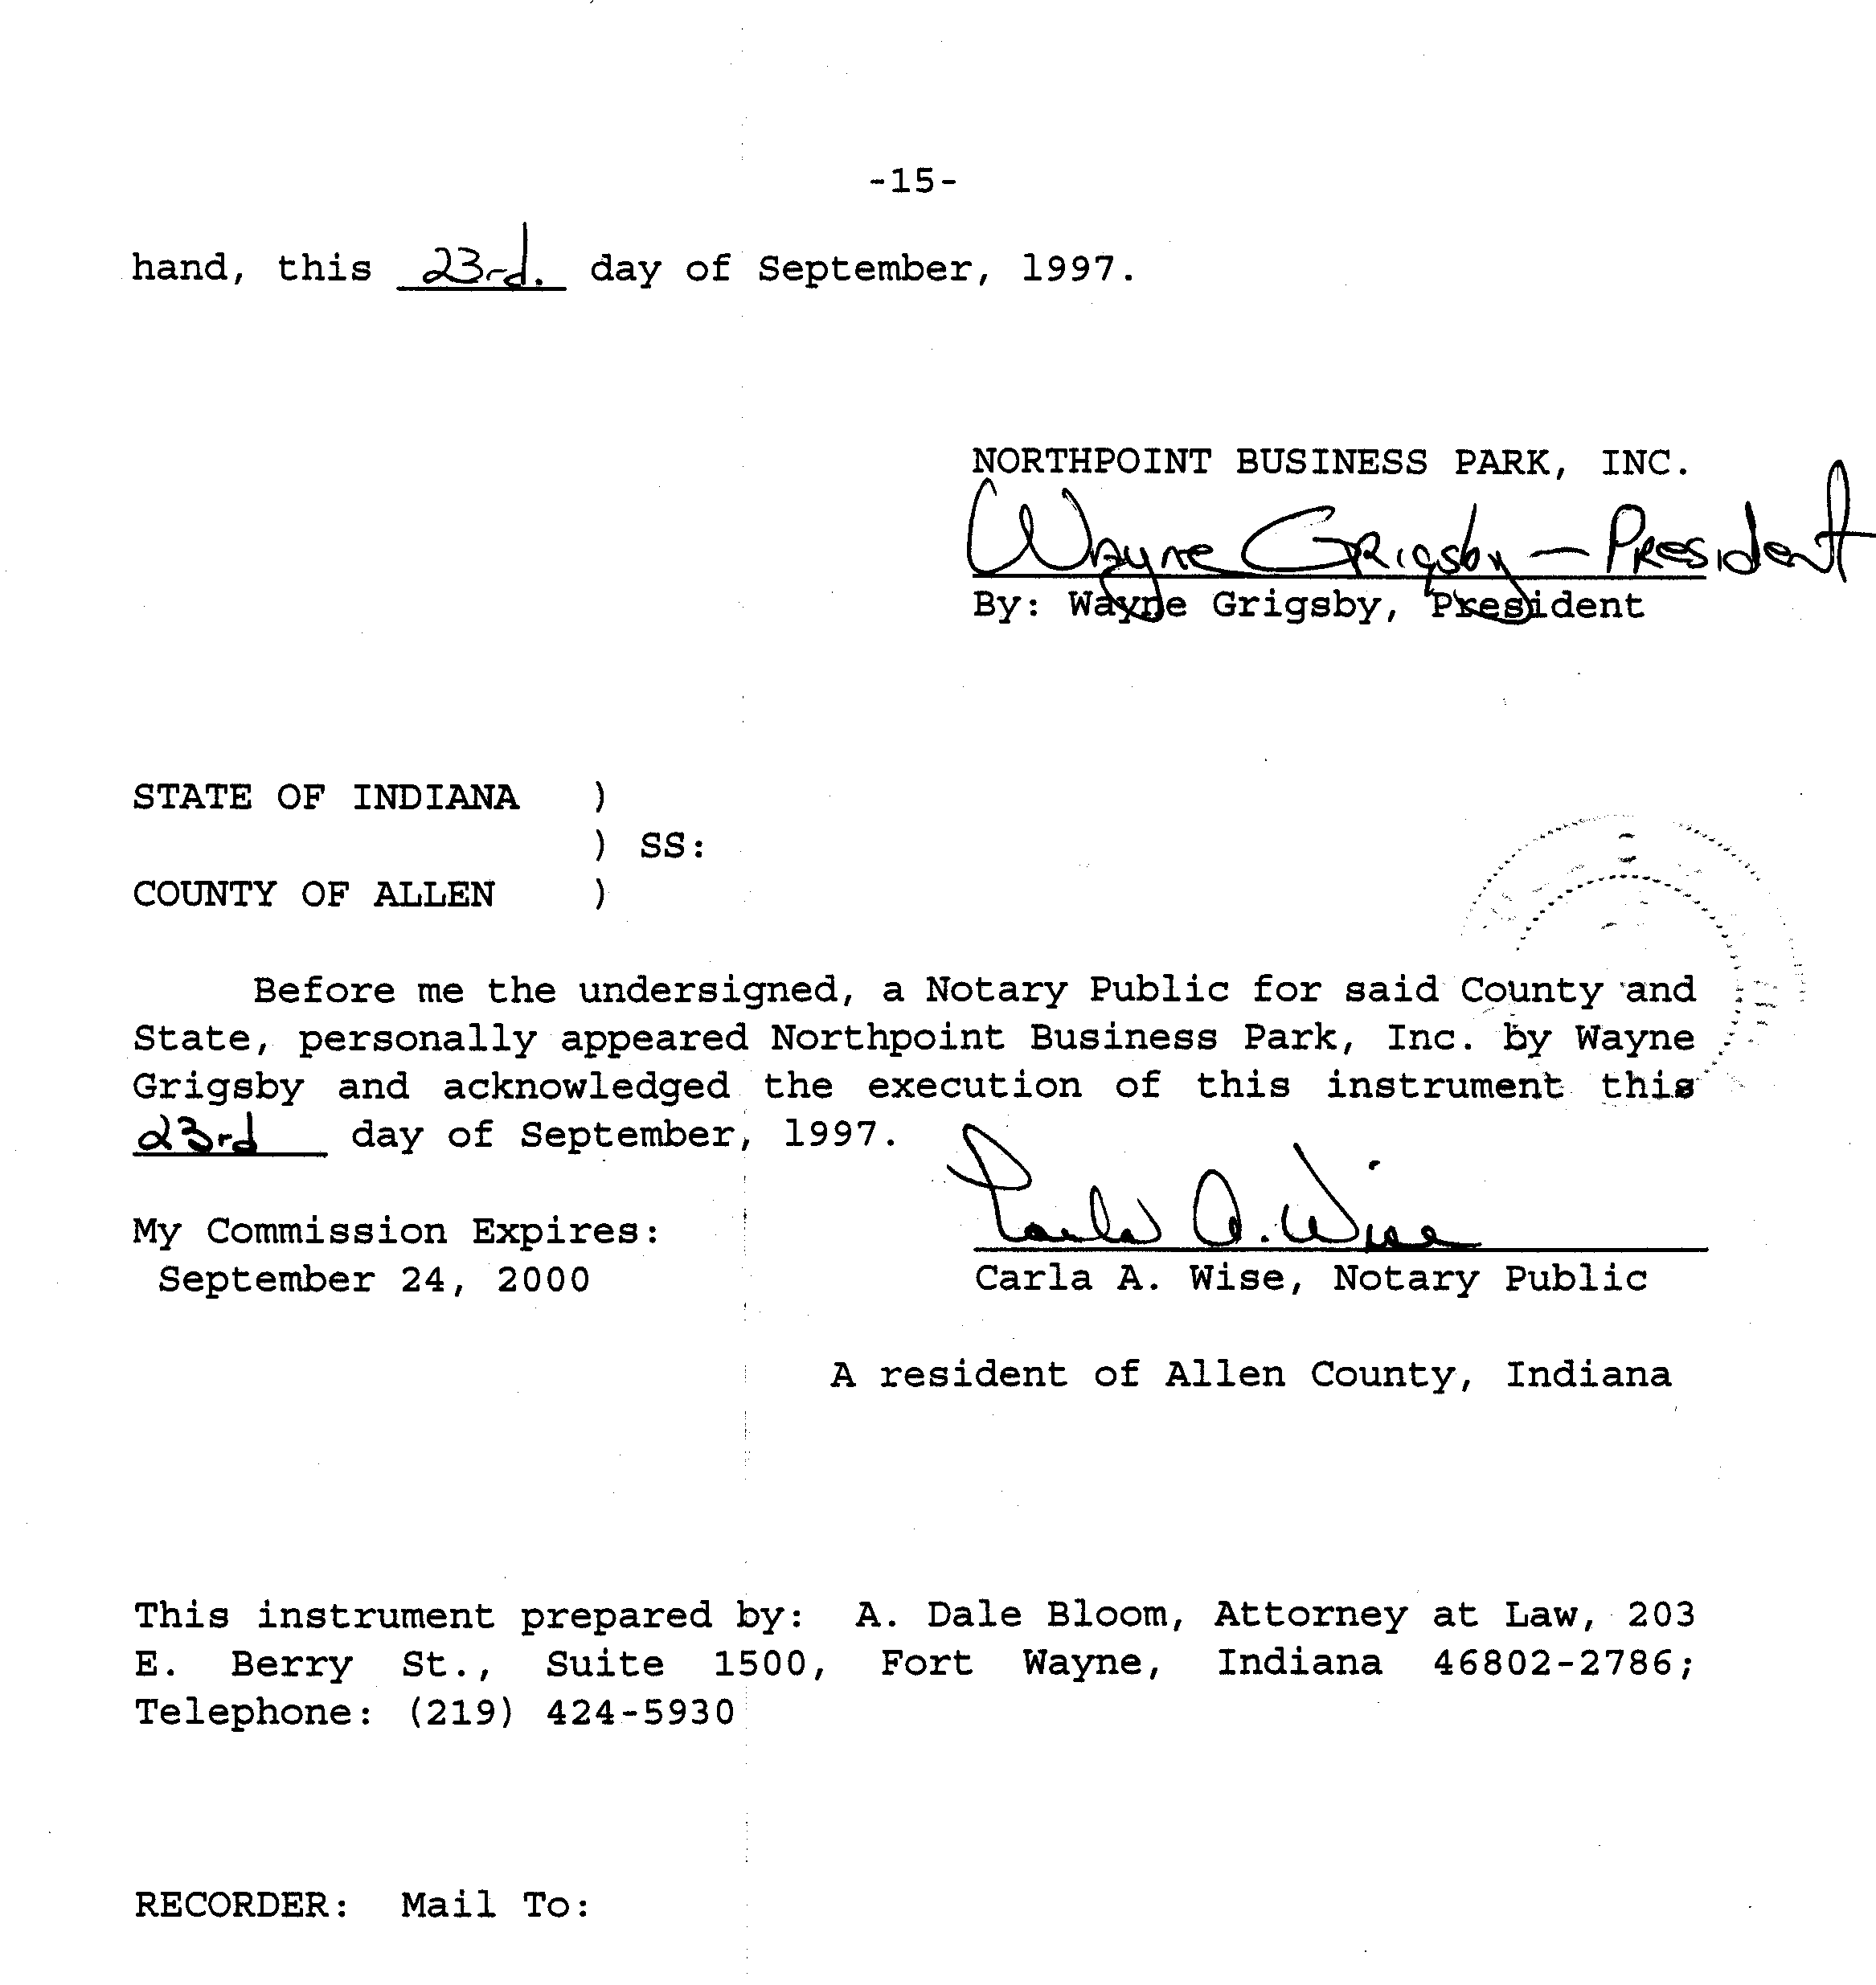 -15-
hand, this 23rd. day of September, 1997.
NORTHPOINT BUSINESS PARK, INC.
Wayne Grigsby — President
By: Wayne Grigsby, President
STATE OF INDIANA )
) SS:
COUNTY OF ALLEN )
Before me the undersigned, a Notary Public for said County and
State, personally appeared Northpoint Business Park, Inc. by Wayne
Grigsby and acknowledged the execution of this instrument this
23rd day of September, 1997.
Carla A. Wise
My Commission Expires:
September 24, 2000
Carla A. Wise, Notary Public
A resident of Allen County, Indiana
This instrument prepared by: A. Dale Bloom, Attorney at Law, 203
E. Berry St., Suite 1500, Fort Wayne, Indiana 46802-2786;
Telephone: (219) 424-5930
RECORDER: Mail To: